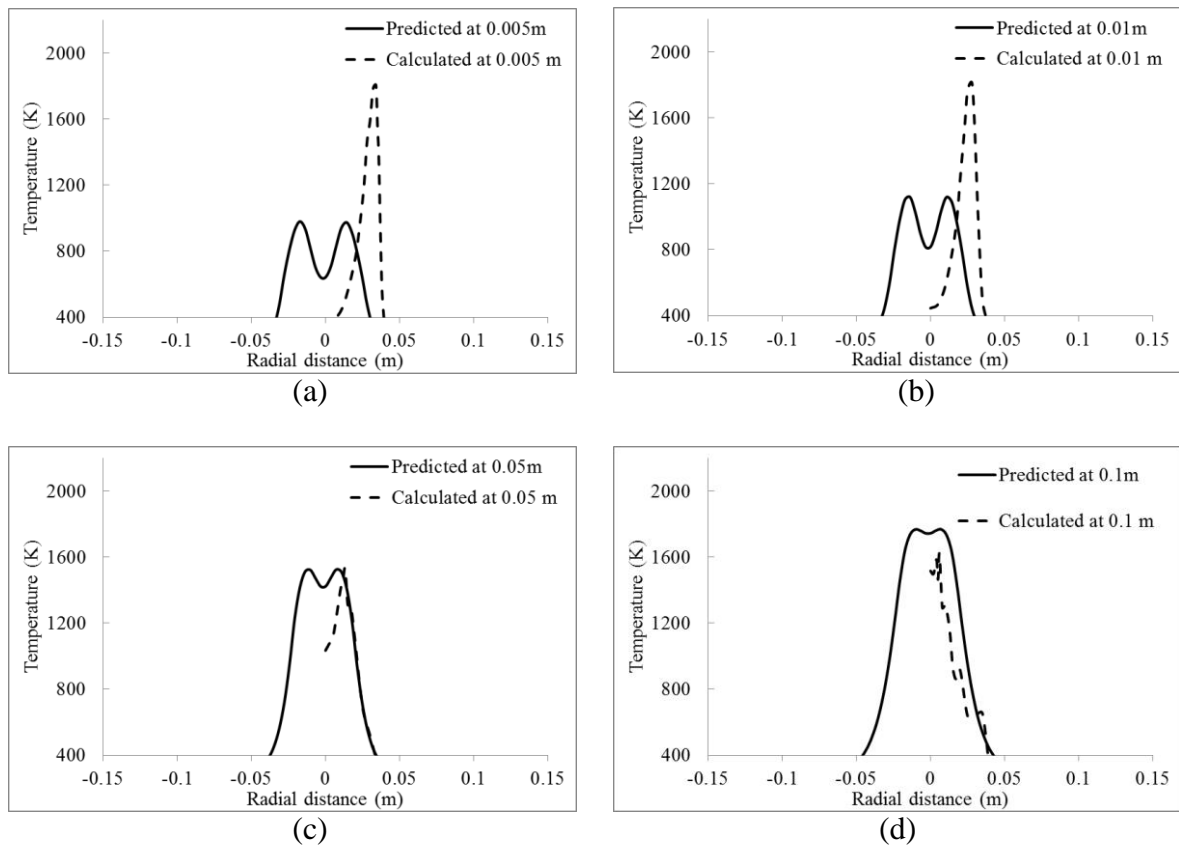 Predicted at 0.005m
Calculated at 0.005 m
Temperature (K)
2000
1600
1200
800
400
-0.15 -0.1 -0.05 0 0.05 0.1 0.15
Radial distance (m)
(a)
Predicted at 0.01m
Calculated at 0.01 m
Temperature (K)
2000
1600
1200
800
400
-0.15 -0.1 -0.05 0 0.05 0.1 0.15
Radial distance (m)
(b)
Predicted at 0.05m
Calculated at 0.05 m
Temperature (K)
2000
1600
1200
800
400
-0.15 -0.1 -0.05 0 0.05 0.1 0.15
Radial distance (m)
(c)
Predicted at 0.1m
Calculated at 0.1 m
Temperature (K)
2000
1600
1200
800
400
-0.15 -0.1 -0.05 0 0.05 0.1 0.15
Radial distance (m)
(d)